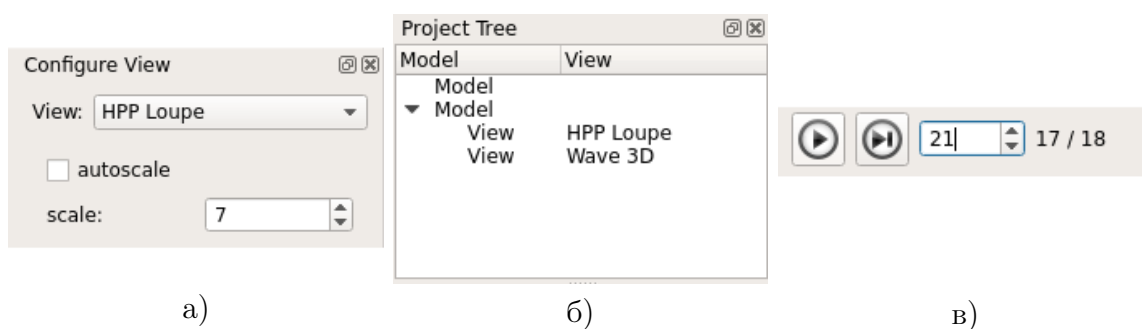 Configure View
View: HPP Loupe
autoscale
scale: 7
а)
Project Tree
Model View
Model
Model
View HPP Loupe
View Wave 3D
б)
21 17 / 18
в)